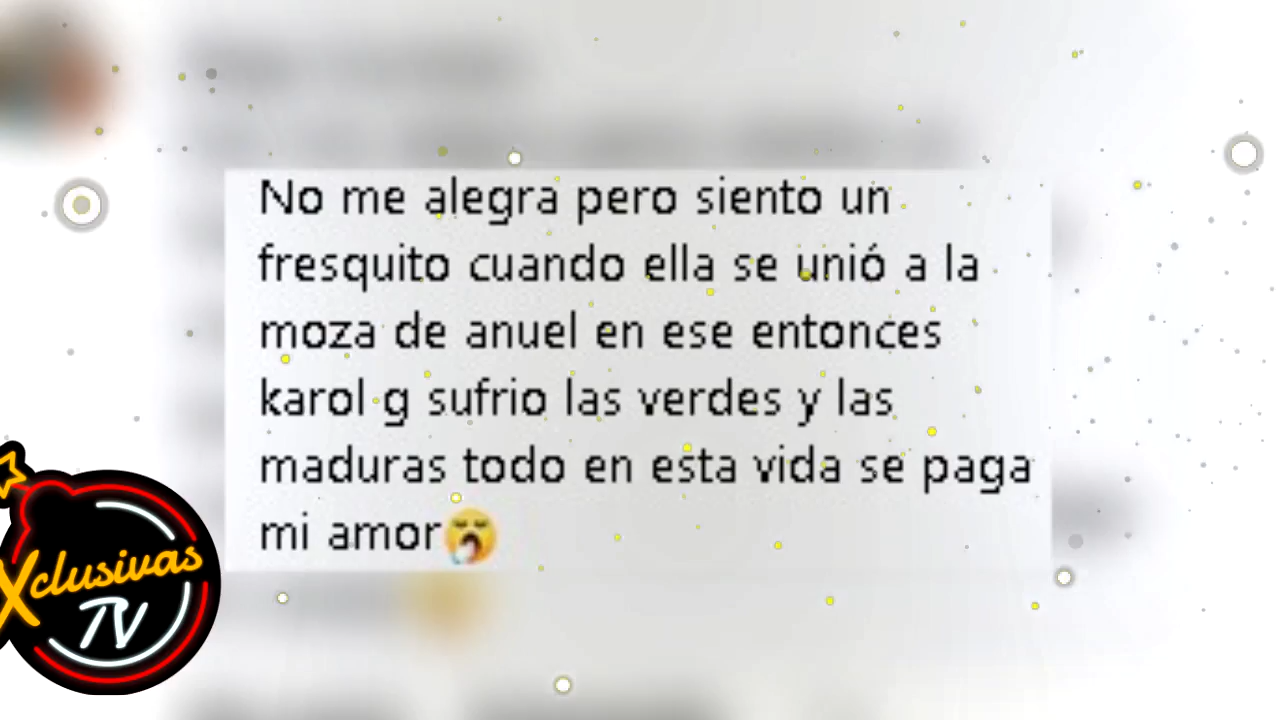 No me alegra pero siento un
fresquito cuando ella se unió a la
moza de anuel en ese entonces
karol g sufrio las verdes y las
maduras todo en esta vida se paga
mi amor🥱
Xclusivas
TV